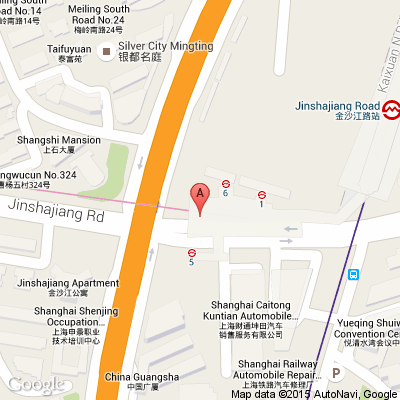 Meiling South
Road No.14
梅岭南
路14号
Meiling South
Road No.24
梅岭南路24号
Taifuyuan
泰富苑
Silver City Mingting
银都名庭
Kaixuan N Rd
Jinshajiang Road
金沙江路站
Shangshi Mansion
上石大厦
ngwucun No.324
曹杨五村324号
A
6
1
Jinshajiang Rd
5
Jinshajiang Apartment
金沙江公寓
Shanghai Shenjing
Occupation...
上海申景职业
技术培训中心
Shanghai Caitong
Kuntian Automobile...
上海财通坤田汽车
销售服务有限公司
Yueqing Shuiw
Convention Cen
悦清水湾会议中
Shanghai Railway
Automobile Repair...
上海铁路汽车修理厂
P
China Guangsha
中国广厦
Map data ©2015 AutoNavi, Google